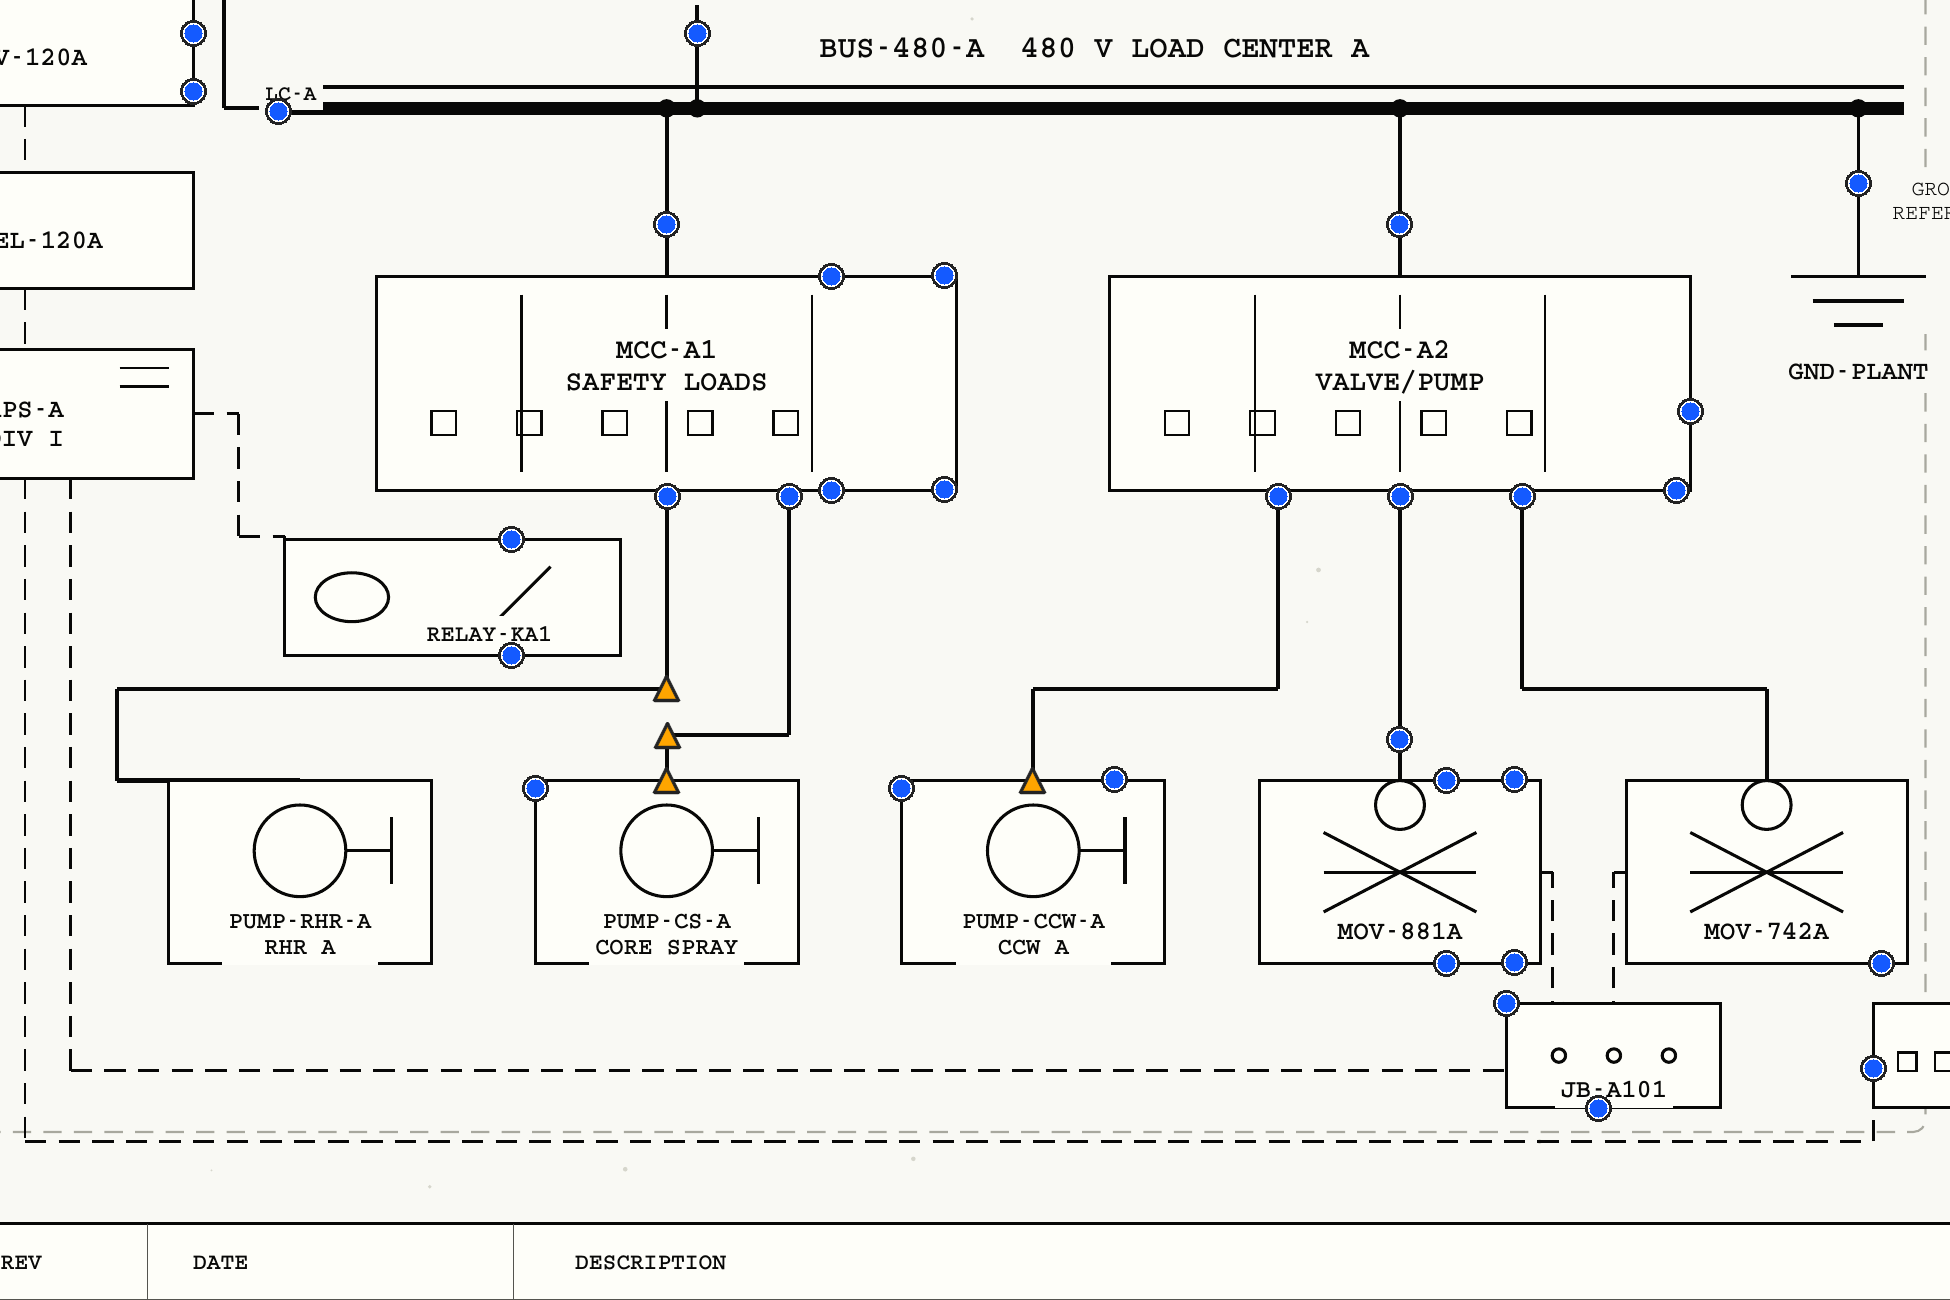 V-120A
BUS-480-A 480 V LOAD CENTER A
LC-A
GRO
REFER
EL-120A
MCC-A1
SAFETY LOADS
MCC-A2
VALVE/PUMP
GND-PLANT
PS-A
IV I
RELAY-KA1
PUMP-RHR-A
RHR A
PUMP-CS-A
CORE SPRAY
PUMP-CCW-A
CCW A
MOV-881A
MOV-742A
JB-A101
REV
DATE
DESCRIPTION